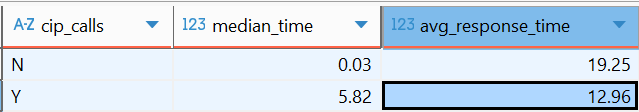 A-Z cip_calls 123 median_time 123 avg_response_time
N 0.03 19.25
Y 5.82 12.96